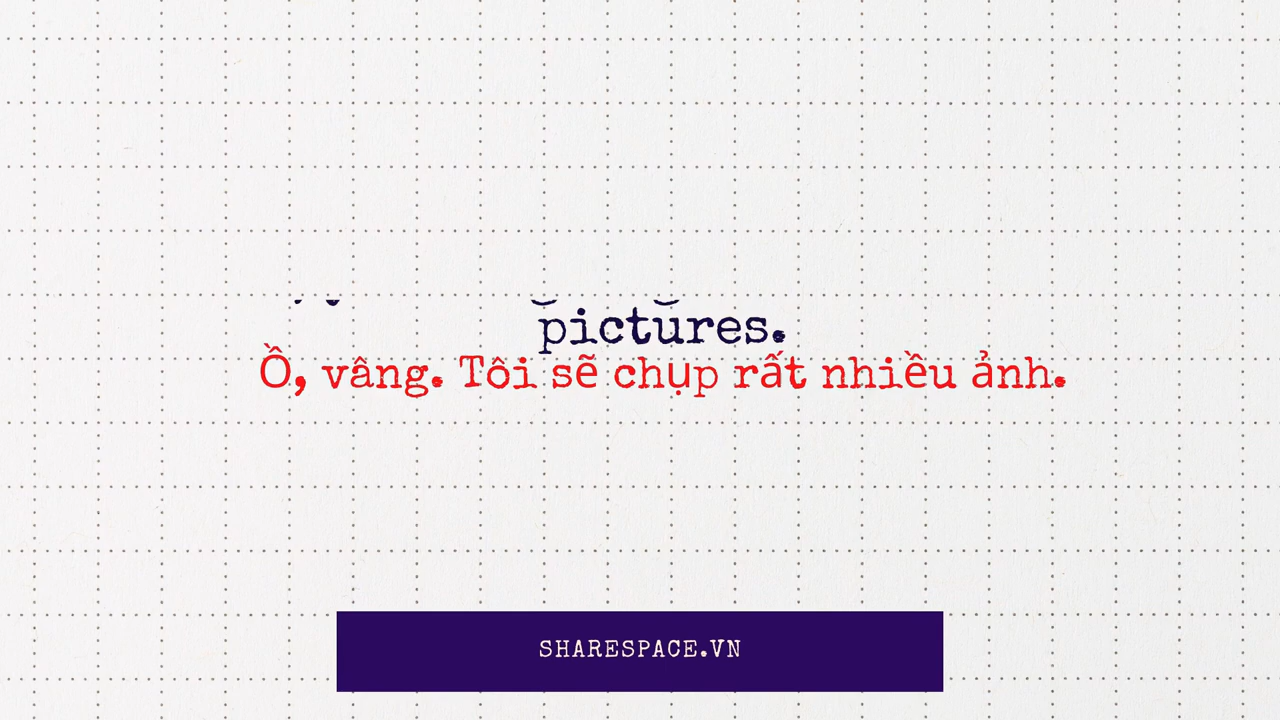 pictures.
Ồ, vâng. Tôi sẽ chụp rất nhiều ảnh.
SHARESPACE.VN